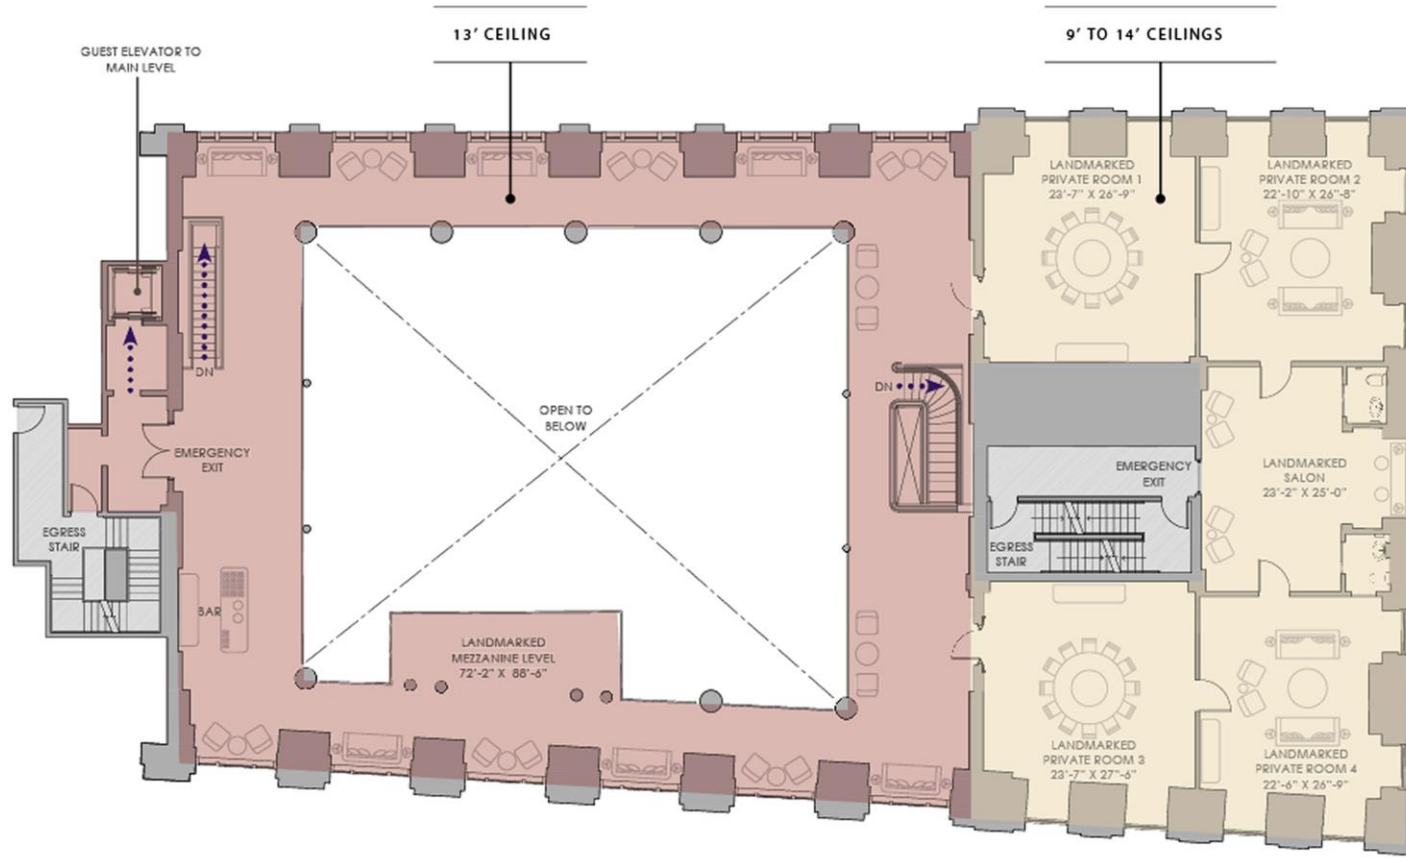 13' CEILING
9' TO 14' CEILINGS
GUEST ELEVATOR TO
MAIN LEVEL
LANDMARKED
PRIVATE ROOM 1
23'-7" X 26'-9"
LANDMARKED
PRIVATE ROOM 2
22'-10" X 26'-8"
DN
DN
OPEN TO
BELOW
EMERGENCY
EXIT
EMERGENCY
EXIT
LANDMARKED
SALON
23'-2" X 25'-0"
EGRESS
STAIR
EGRESS
STAIR
BAR
LANDMARKED
MEZZANINE LEVEL
72'-2" X 88'-6"
LANDMARKED
PRIVATE ROOM 3
23'-7" X 27'-6"
LANDMARKED
PRIVATE ROOM 4
22'-6" X 26'-9"